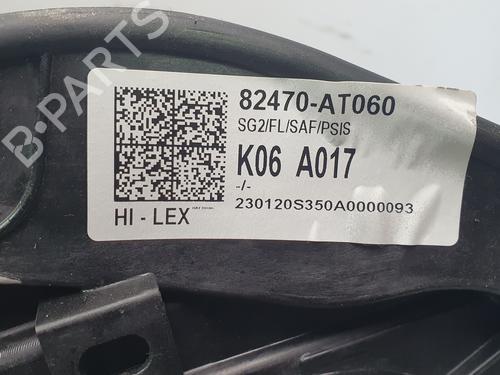 82470-AT060
SG2/FL/SAF/PSIS
K06 A017
-/-
230120S350A0000093
HI - LEX
B-PARTS